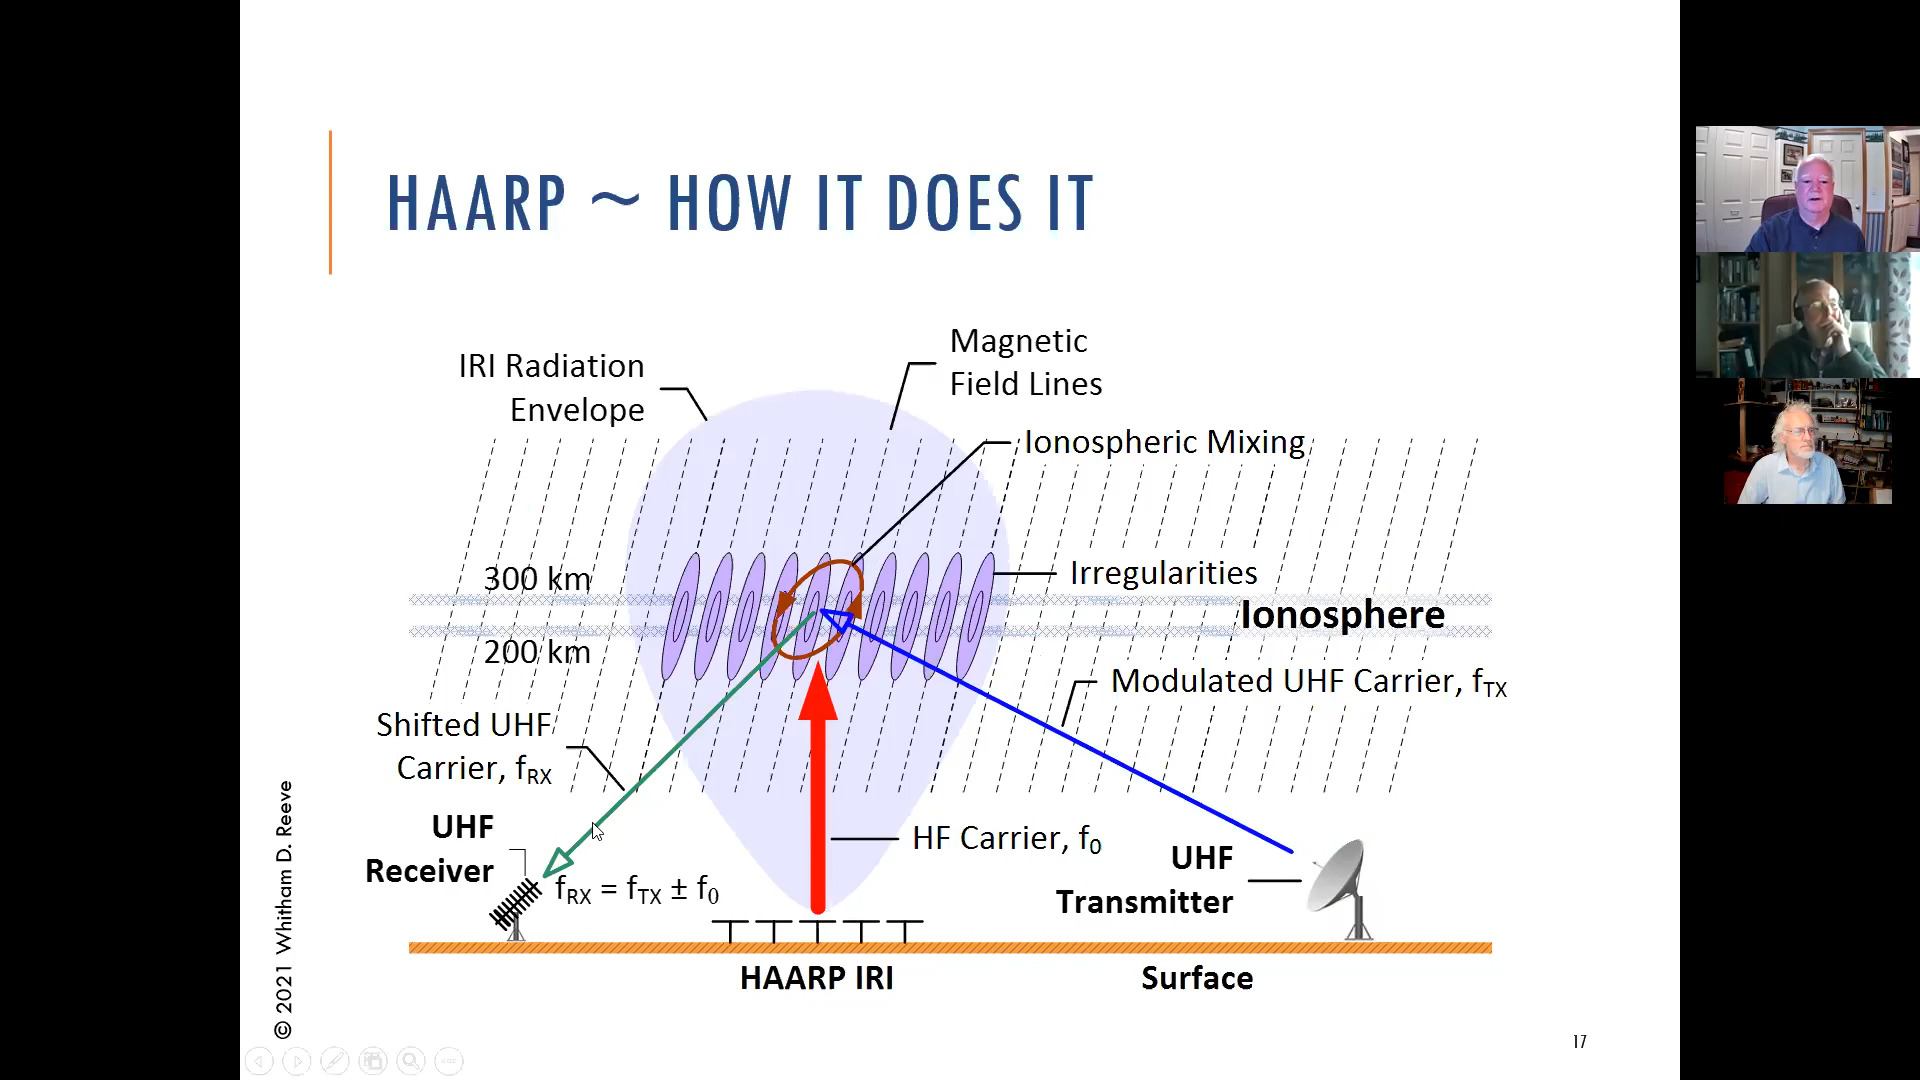 HAARP ~ HOW IT DOES IT
IRI Radiation
Envelope
Magnetic
Field Lines
Ionospheric Mixing
300 km
Irregularities
Ionosphere
200 km
Modulated UHF Carrier, fTX
Shifted UHF
Carrier, fRX
UHF
Receiver
HF Carrier, f0
UHF
Transmitter
fRX = fTX ± f0
HAARP IRI
Surface
© 2021 Whitham D. Reeve
17